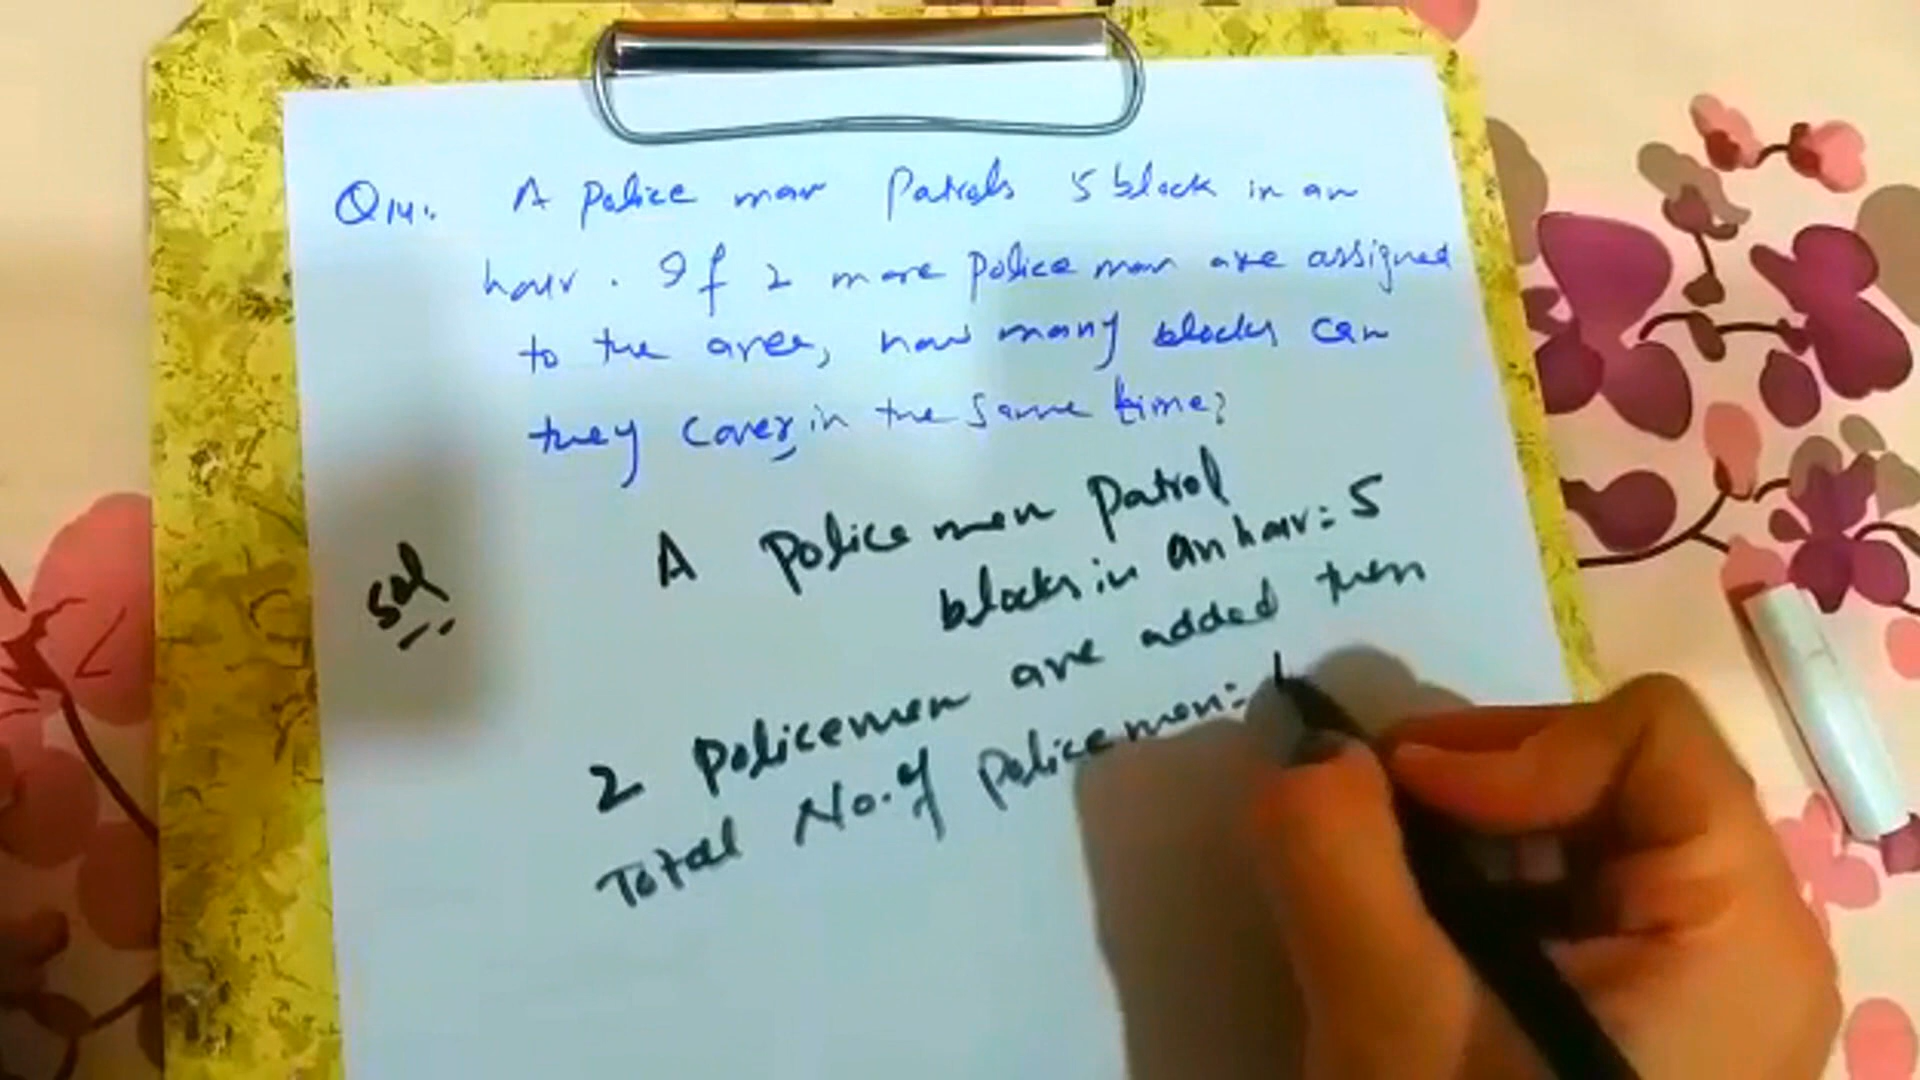 Q14. A Police man Patrols 5 block in an
hour. If 2 more police man are assigned
to the area, how many blocks can
they cover, in the same time?
Sol A policemen patrol
blocks in an hour = 5
2 policemen are added then
Total No. of policemen =